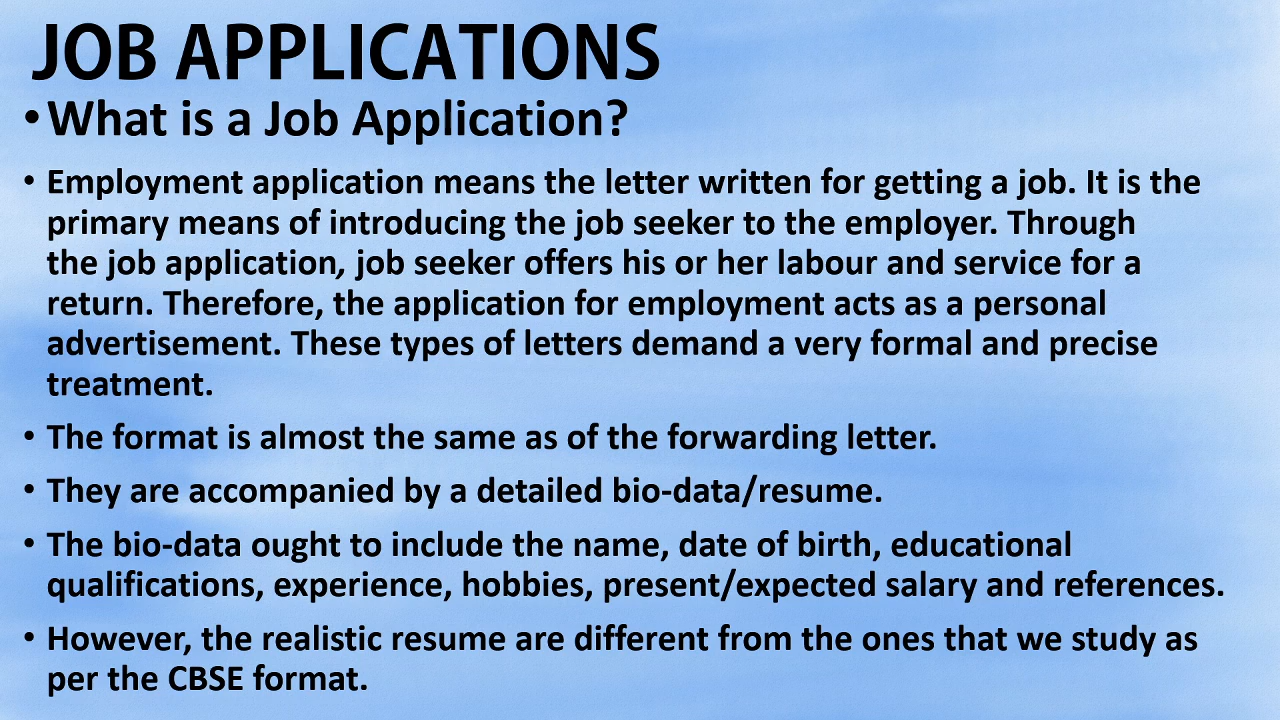 JOB APPLICATIONS
•What is a Job Application?
• Employment application means the letter written for getting a job. It is the
primary means of introducing the job seeker to the employer. Through
the job application, job seeker offers his or her labour and service for a
return. Therefore, the application for employment acts as a personal
advertisement. These types of letters demand a very formal and precise
treatment.
• The format is almost the same as of the forwarding letter.
• They are accompanied by a detailed bio-data/resume.
• The bio-data ought to include the name, date of birth, educational
qualifications, experience, hobbies, present/expected salary and references.
• However, the realistic resume are different from the ones that we study as
per the CBSE format.